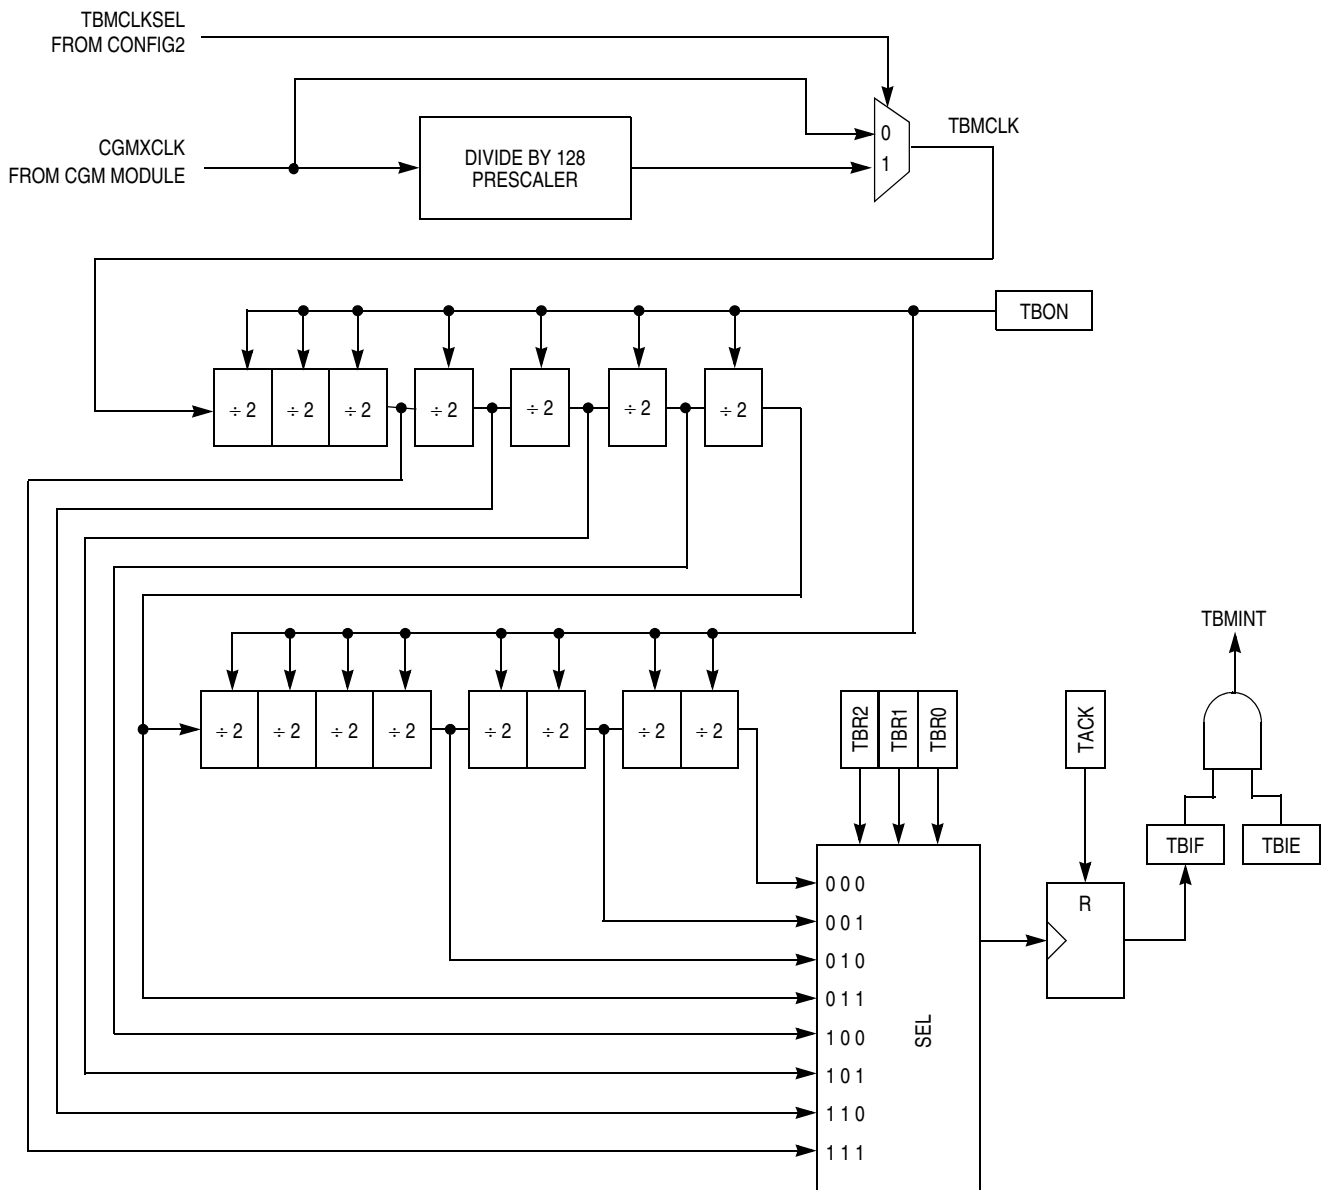 TBMCLKSEL
FROM CONFIG2
CGMXCLK
FROM CGM MODULE
DIVIDE BY 128
PRESCALER
0
1
TBMCLK
TBON
÷ 2
÷ 2
÷ 2
÷ 2
÷ 2
÷ 2
÷ 2
TBMINT
÷ 2
÷ 2
÷ 2
÷ 2
÷ 2
÷ 2
÷ 2
÷ 2
TBR2
TBR1
TBR0
TACK
TBIF
TBIE
0 0 0
0 0 1
0 1 0
0 1 1
1 0 0
1 0 1
1 1 0
1 1 1
SEL
R